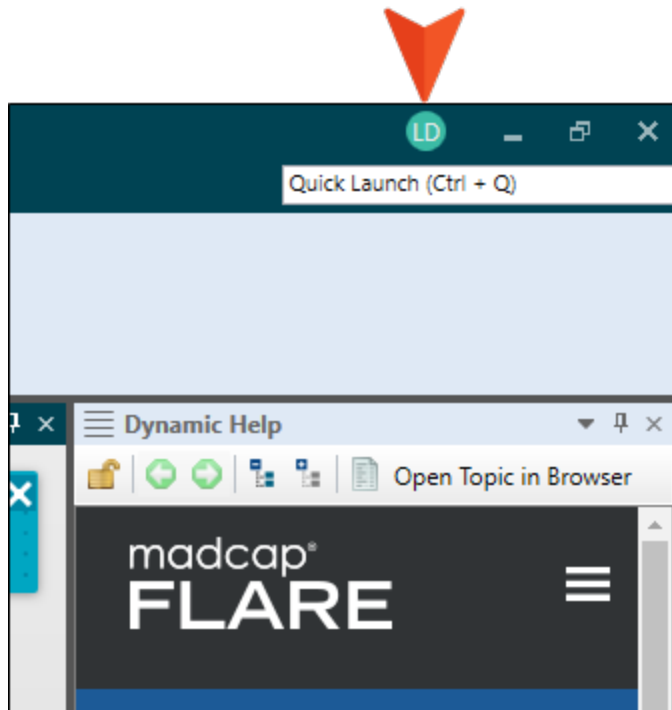 LD
Quick Launch (Ctrl + Q)
Dynamic Help
Open Topic in Browser
madcap®
FLARE